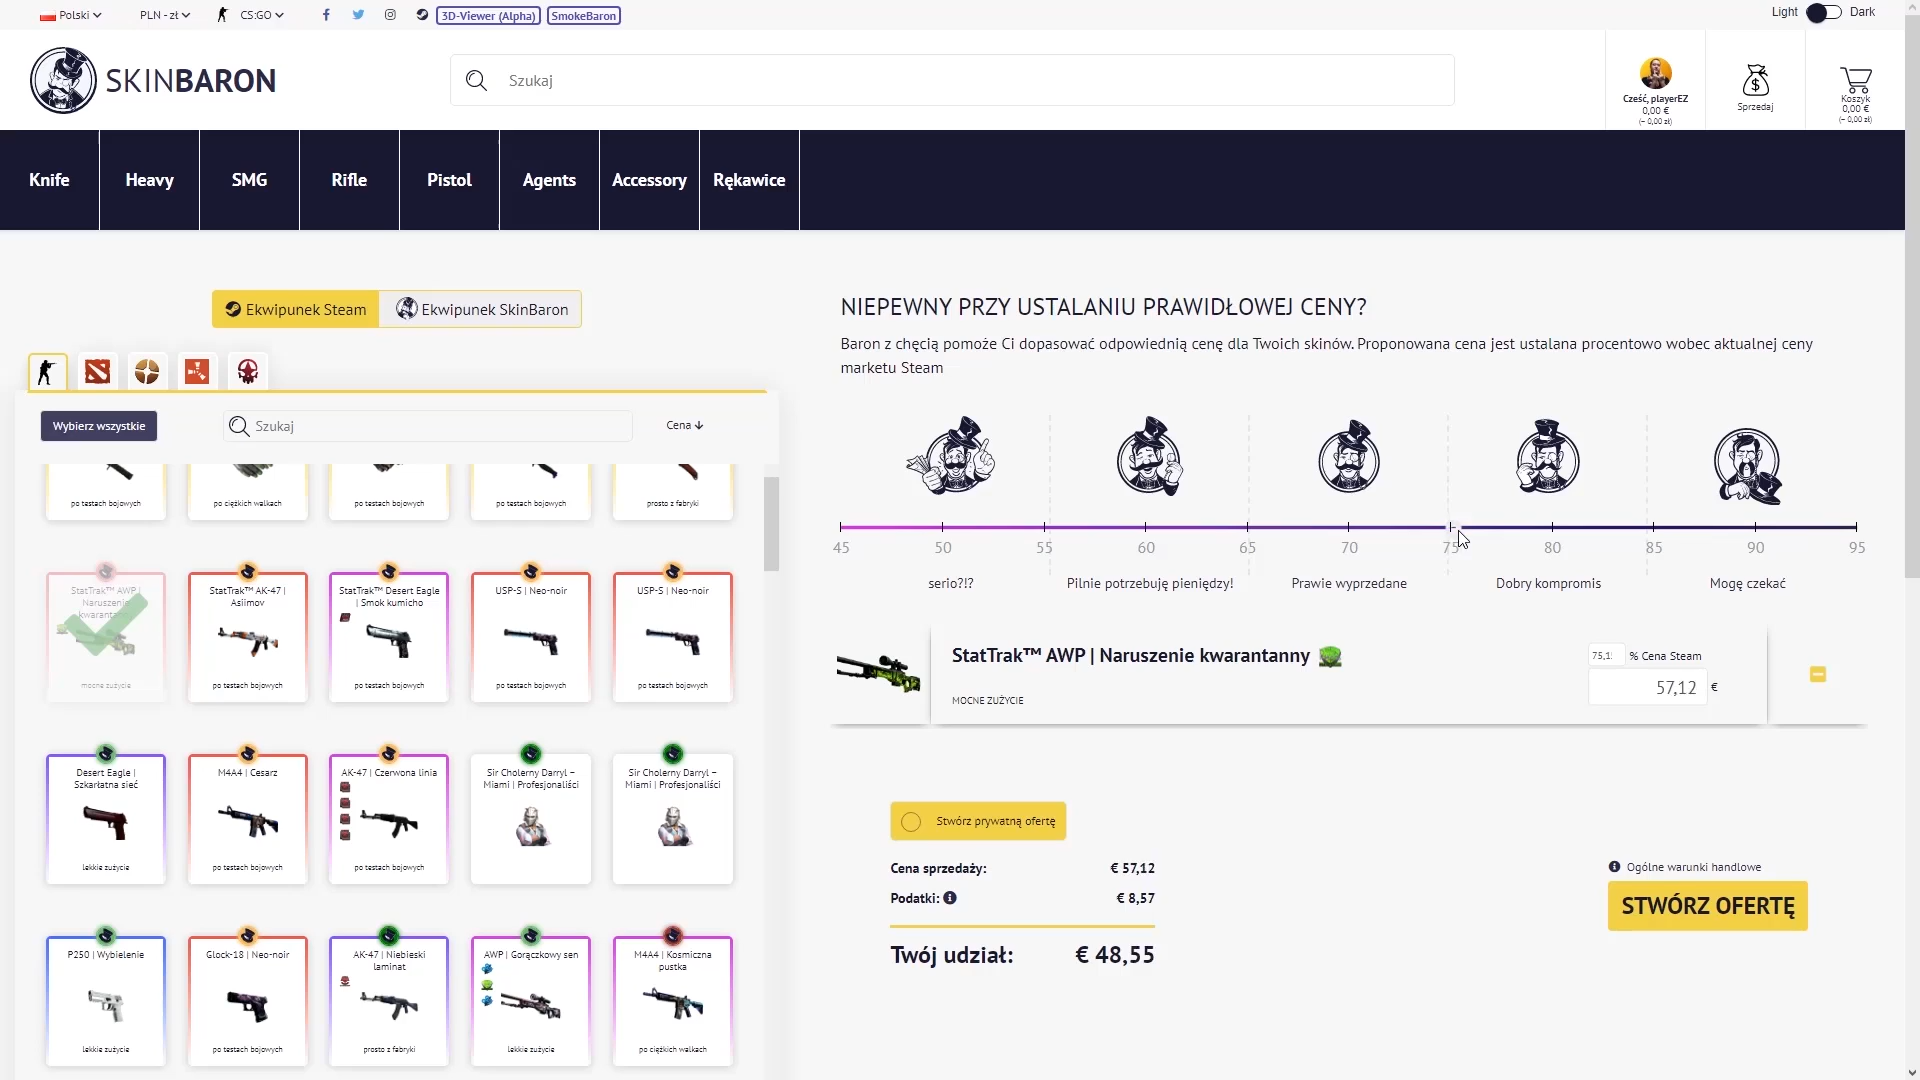 Polski
PLN - zł
CS:GO
3D-Viewer (Alpha)
SmokeBaron
Light
Dark
SKINBARON
Szukaj
Cześć, playerEZ
0,00 €
(~ 0,00 zł)
Sprzedaj
Koszyk
0,00 €
(~ 0,00 zł)
Knife
Heavy
SMG
Rifle
Pistol
Agents
Accessory
Rękawice
Ekwipunek Steam
Ekwipunek SkinBaron
Wybierz wszystkie
Szukaj
Cena
po testach bojowych
po ciężkich walkach
po testach bojowych
po testach bojowych
prosto z fabryki
StatTrak™ AWP |
Naruszenie
kwarantanny
mocne zużycie
StatTrak™ AK-47 |
Asiimov
po testach bojowych
StatTrak™ Desert Eagle
| Smok kumicho
po testach bojowych
USP-S | Neo-noir
po testach bojowych
USP-S | Neo-noir
po testach bojowych
Desert Eagle |
Szkarłatna sieć
lekkie zużycie
M4A4 | Cesarz
po testach bojowych
AK-47 | Czerwona linia
po testach bojowych
Sir Cholerny Darryl –
Miami | Profesjonaliści
Sir Cholerny Darryl –
Miami | Profesjonaliści
P250 | Wybielenie
lekkie zużycie
Glock-18 | Neo-noir
po testach bojowych
AK-47 | Niebieski
laminat
prosto z fabryki
AWP | Gorączkowy sen
lekkie zużycie
M4A4 | Kosmiczna
pustka
po ciężkich walkach
NIEPEWNY PRZY USTALANIU PRAWIDŁOWEJ CENY?
Baron z chęcią pomoże Ci dopasować odpowiednią cenę dla Twoich skinów. Proponowana cena jest ustalana procentowo wobec aktualnej ceny
marketu Steam
45 50 55 60 65 70 75 80 85 90 95
serio?!?
Pilnie potrzebuję pieniędzy!
Prawie wyprzedane
Dobry kompromis
Mogę czekać
StatTrak™ AWP | Naruszenie kwarantanny
MOCNE ZUŻYCIE
% Cena Steam
57,12 €
Stwórz prywatną ofertę
Cena sprzedaży: € 57,12
Podatki: € 8,57
Twój udział: € 48,55
Ogólne warunki handlowe
STWÓRZ OFERTĘ